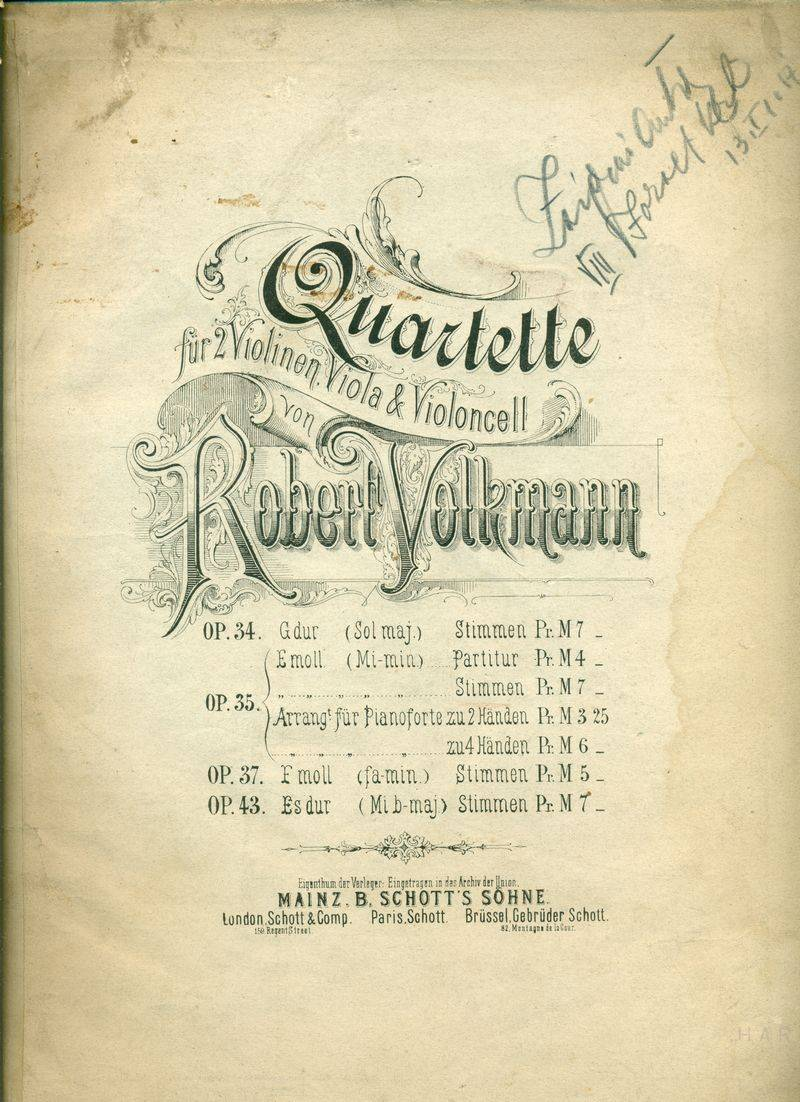 VIII
13.I.
Quartette
für 2 Violinen, Viola & Violoncell
von
Robert Volkmann
OP. 34. G dur (Sol maj.) Stimmen Pr. M 7 _
OP. 35. E moll (Mi-min.) ..... Partitur Pr. M 4 _
" ..... " ..... " ..... " ..... " ..... Stimmen Pr. M 7 _
Arrangt. für Pianoforte zu 2 Händen Pr. M 3 25
" ..... " ..... " ..... " ..... zu 4 Händen Pr. M 6 _
OP. 37. F moll (fa-min.) Stimmen Pr. M 5 _
OP. 43. Es dur (Mi b-maj.) Stimmen Pr. M 7 _
Eigenthum der Verleger. Eingetragen in das Archiv der Union.
MAINZ, B. SCHOTT'S SÖHNE.
London, Schott & Comp. Paris, Schott. Brüssel, Gebrüder Schott.
159 Regent Street. 82, Montagne de la Cour.
HAR